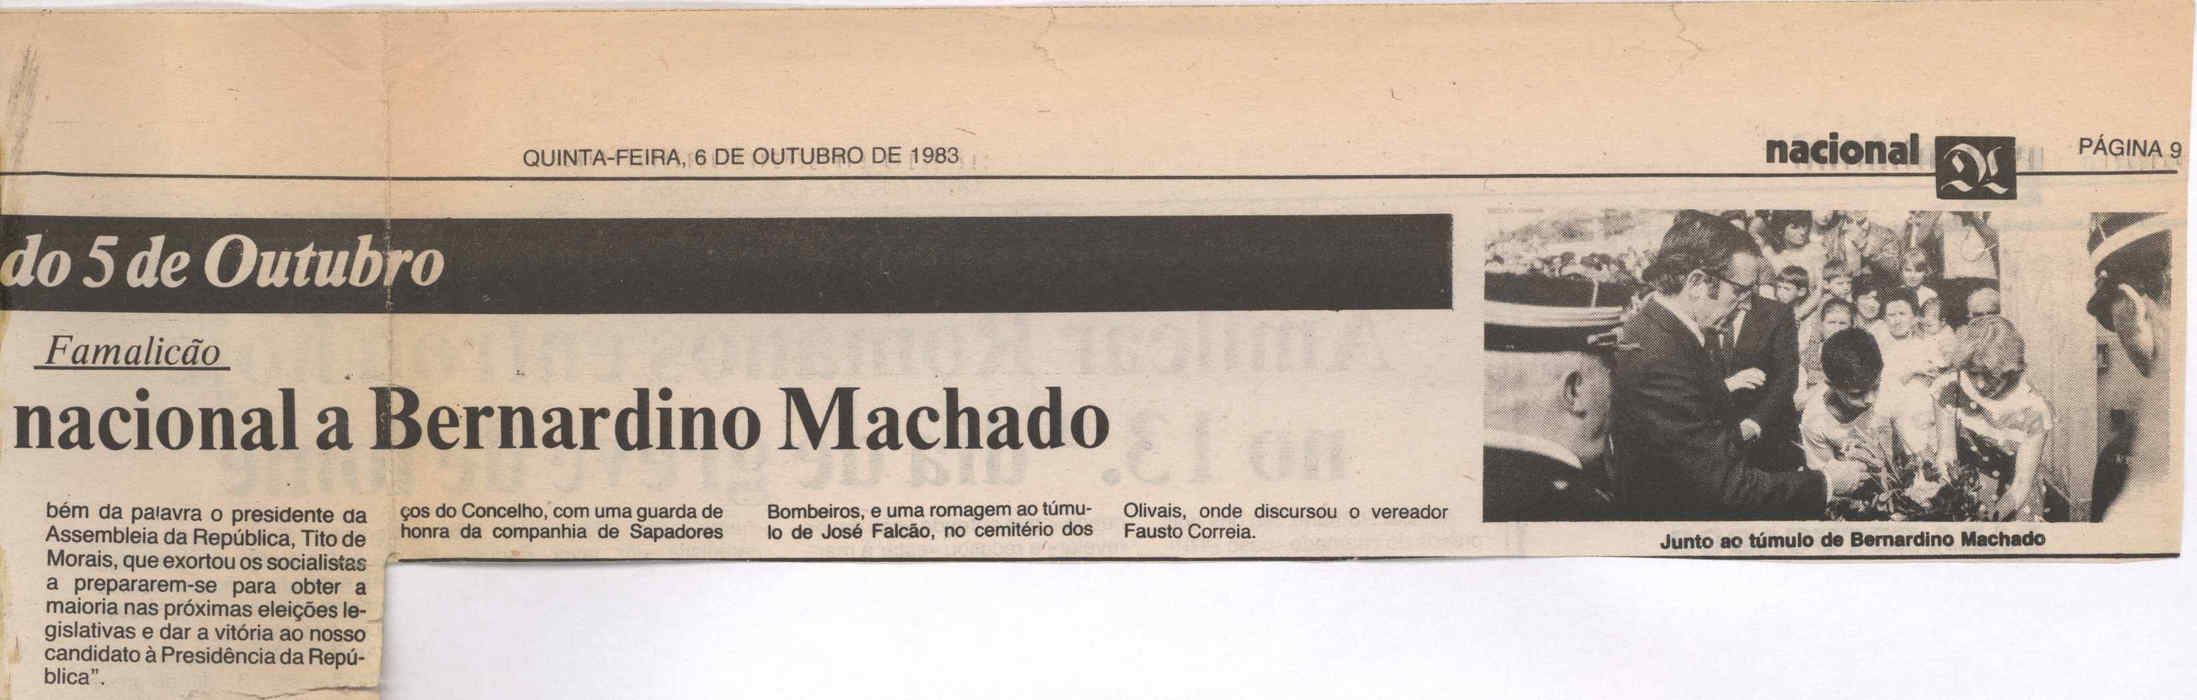 QUINTA-FEIRA, 6 DE OUTUBRO DE 1983
nacional
PÁGINA 9
do 5 de Outubro
Famalicão
nacional a Bernardino Machado
bém da palavra o presidente da
Assembleia da República, Tito de
Morais, que exortou os socialistas
a prepararem-se para obter a
maioria nas próximas eleições le-
gislativas e dar a vitória ao nosso
candidato à Presidência da Repú-
blica”.
ços do Concelho, com uma guarda de
honra da companhia de Sapadores
Bombeiros, e uma romagem ao túmu-
lo de José Falcão, no cemitério dos
Olivais, onde discursou o vereador
Fausto Correia.
Junto ao túmulo de Bernardino Machado